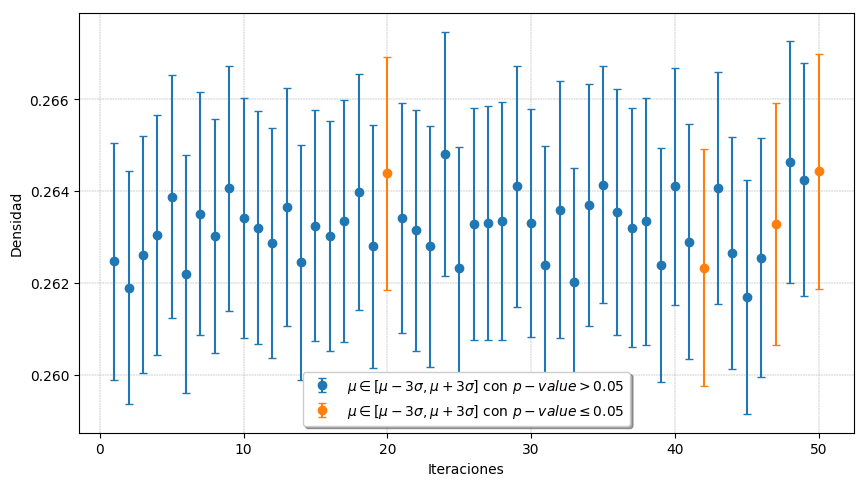 Densidad
0.266
0.264
0.262
0.260
μ ∈ [μ − 3σ, μ + 3σ] con p − value > 0.05
μ ∈ [μ − 3σ, μ + 3σ] con p − value ≤ 0.05
0 10 20 30 40 50
Iteraciones